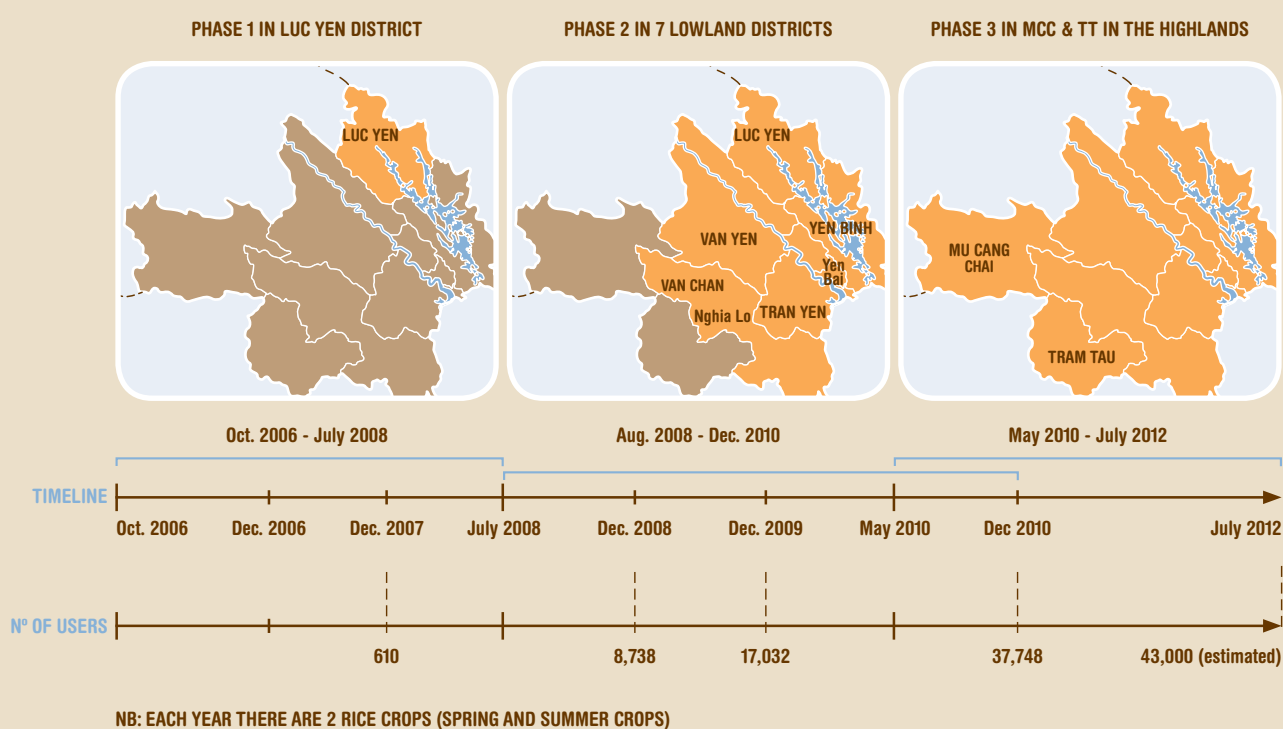 PHASE 1 IN LUC YEN DISTRICT
PHASE 2 IN 7 LOWLAND DISTRICTS
PHASE 3 IN MCC & TT IN THE HIGHLANDS
LUC YEN
LUC YEN
VAN YEN
YEN BINH
Yen
Bai
VAN CHAN
Nghia Lo
TRAN YEN
MU CANG
CHAI
TRAM TAU
Oct. 2006 - July 2008
Aug. 2008 - Dec. 2010
May 2010 - July 2012
TIMELINE
Oct. 2006
Dec. 2006
Dec. 2007
July 2008
Dec. 2008
Dec. 2009
May 2010
Dec 2010
July 2012
Nº OF USERS
610
8,738
17,032
37,748
43,000 (estimated)
NB: EACH YEAR THERE ARE 2 RICE CROPS (SPRING AND SUMMER CROPS)